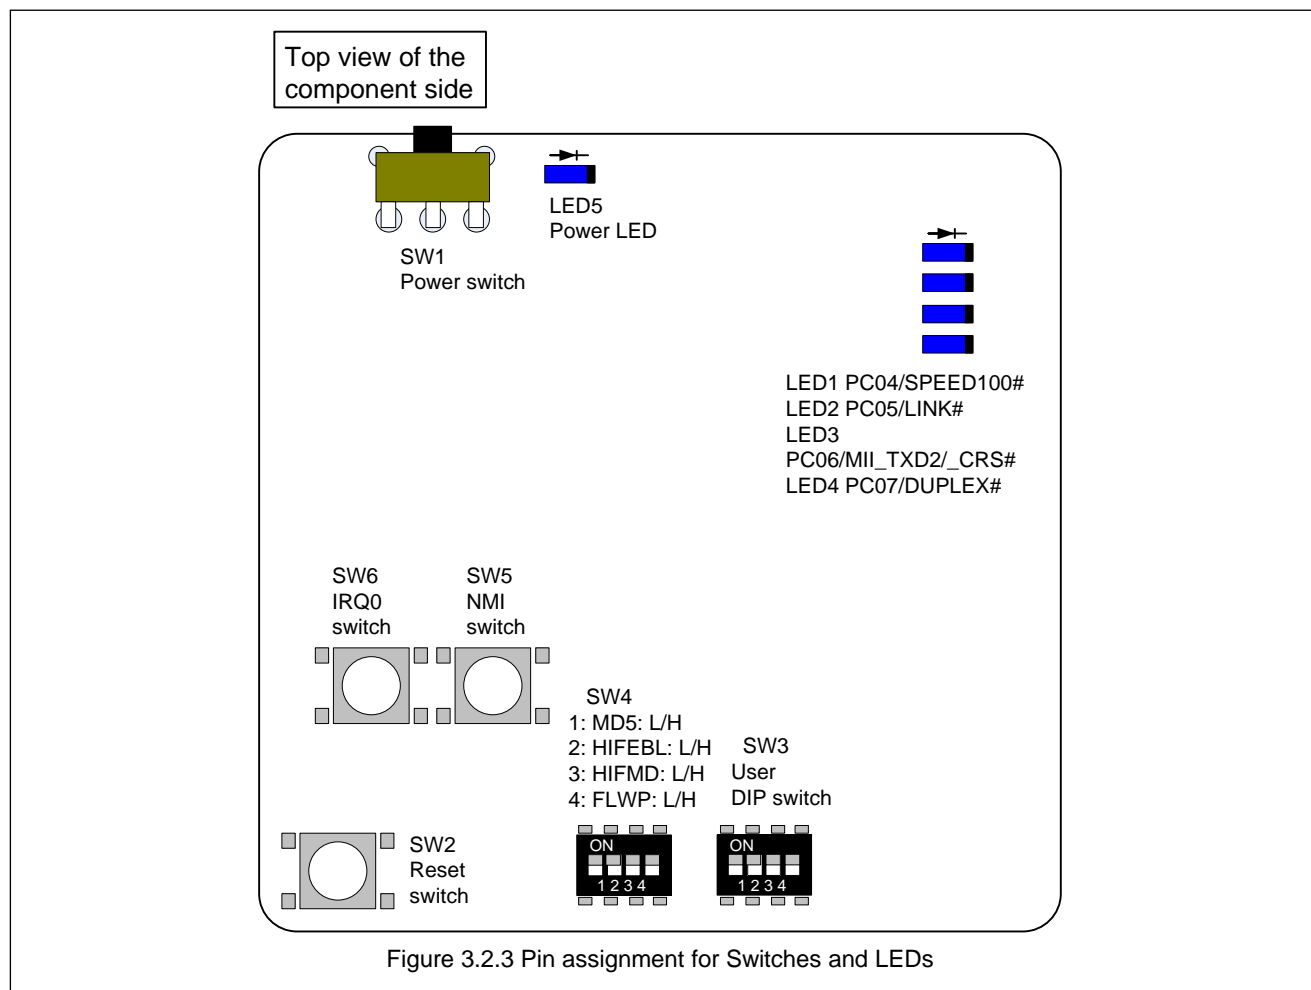 Top view of the
component side
LED5
Power LED
SW1
Power switch
LED1 PC04/SPEED100#
LED2 PC05/LINK#
LED3
PC06/MII_TXD2/_CRS#
LED4 PC07/DUPLEX#
SW6
IRQ0
switch
SW5
NMI
switch
SW4
1: MD5: L/H
2: HIFEBL: L/H
3: HIFMD: L/H
4: FLWP: L/H
SW3
User
DIP switch
SW2
Reset
switch
ON
1 2 3 4
ON
1 2 3 4
Figure 3.2.3 Pin assignment for Switches and LEDs